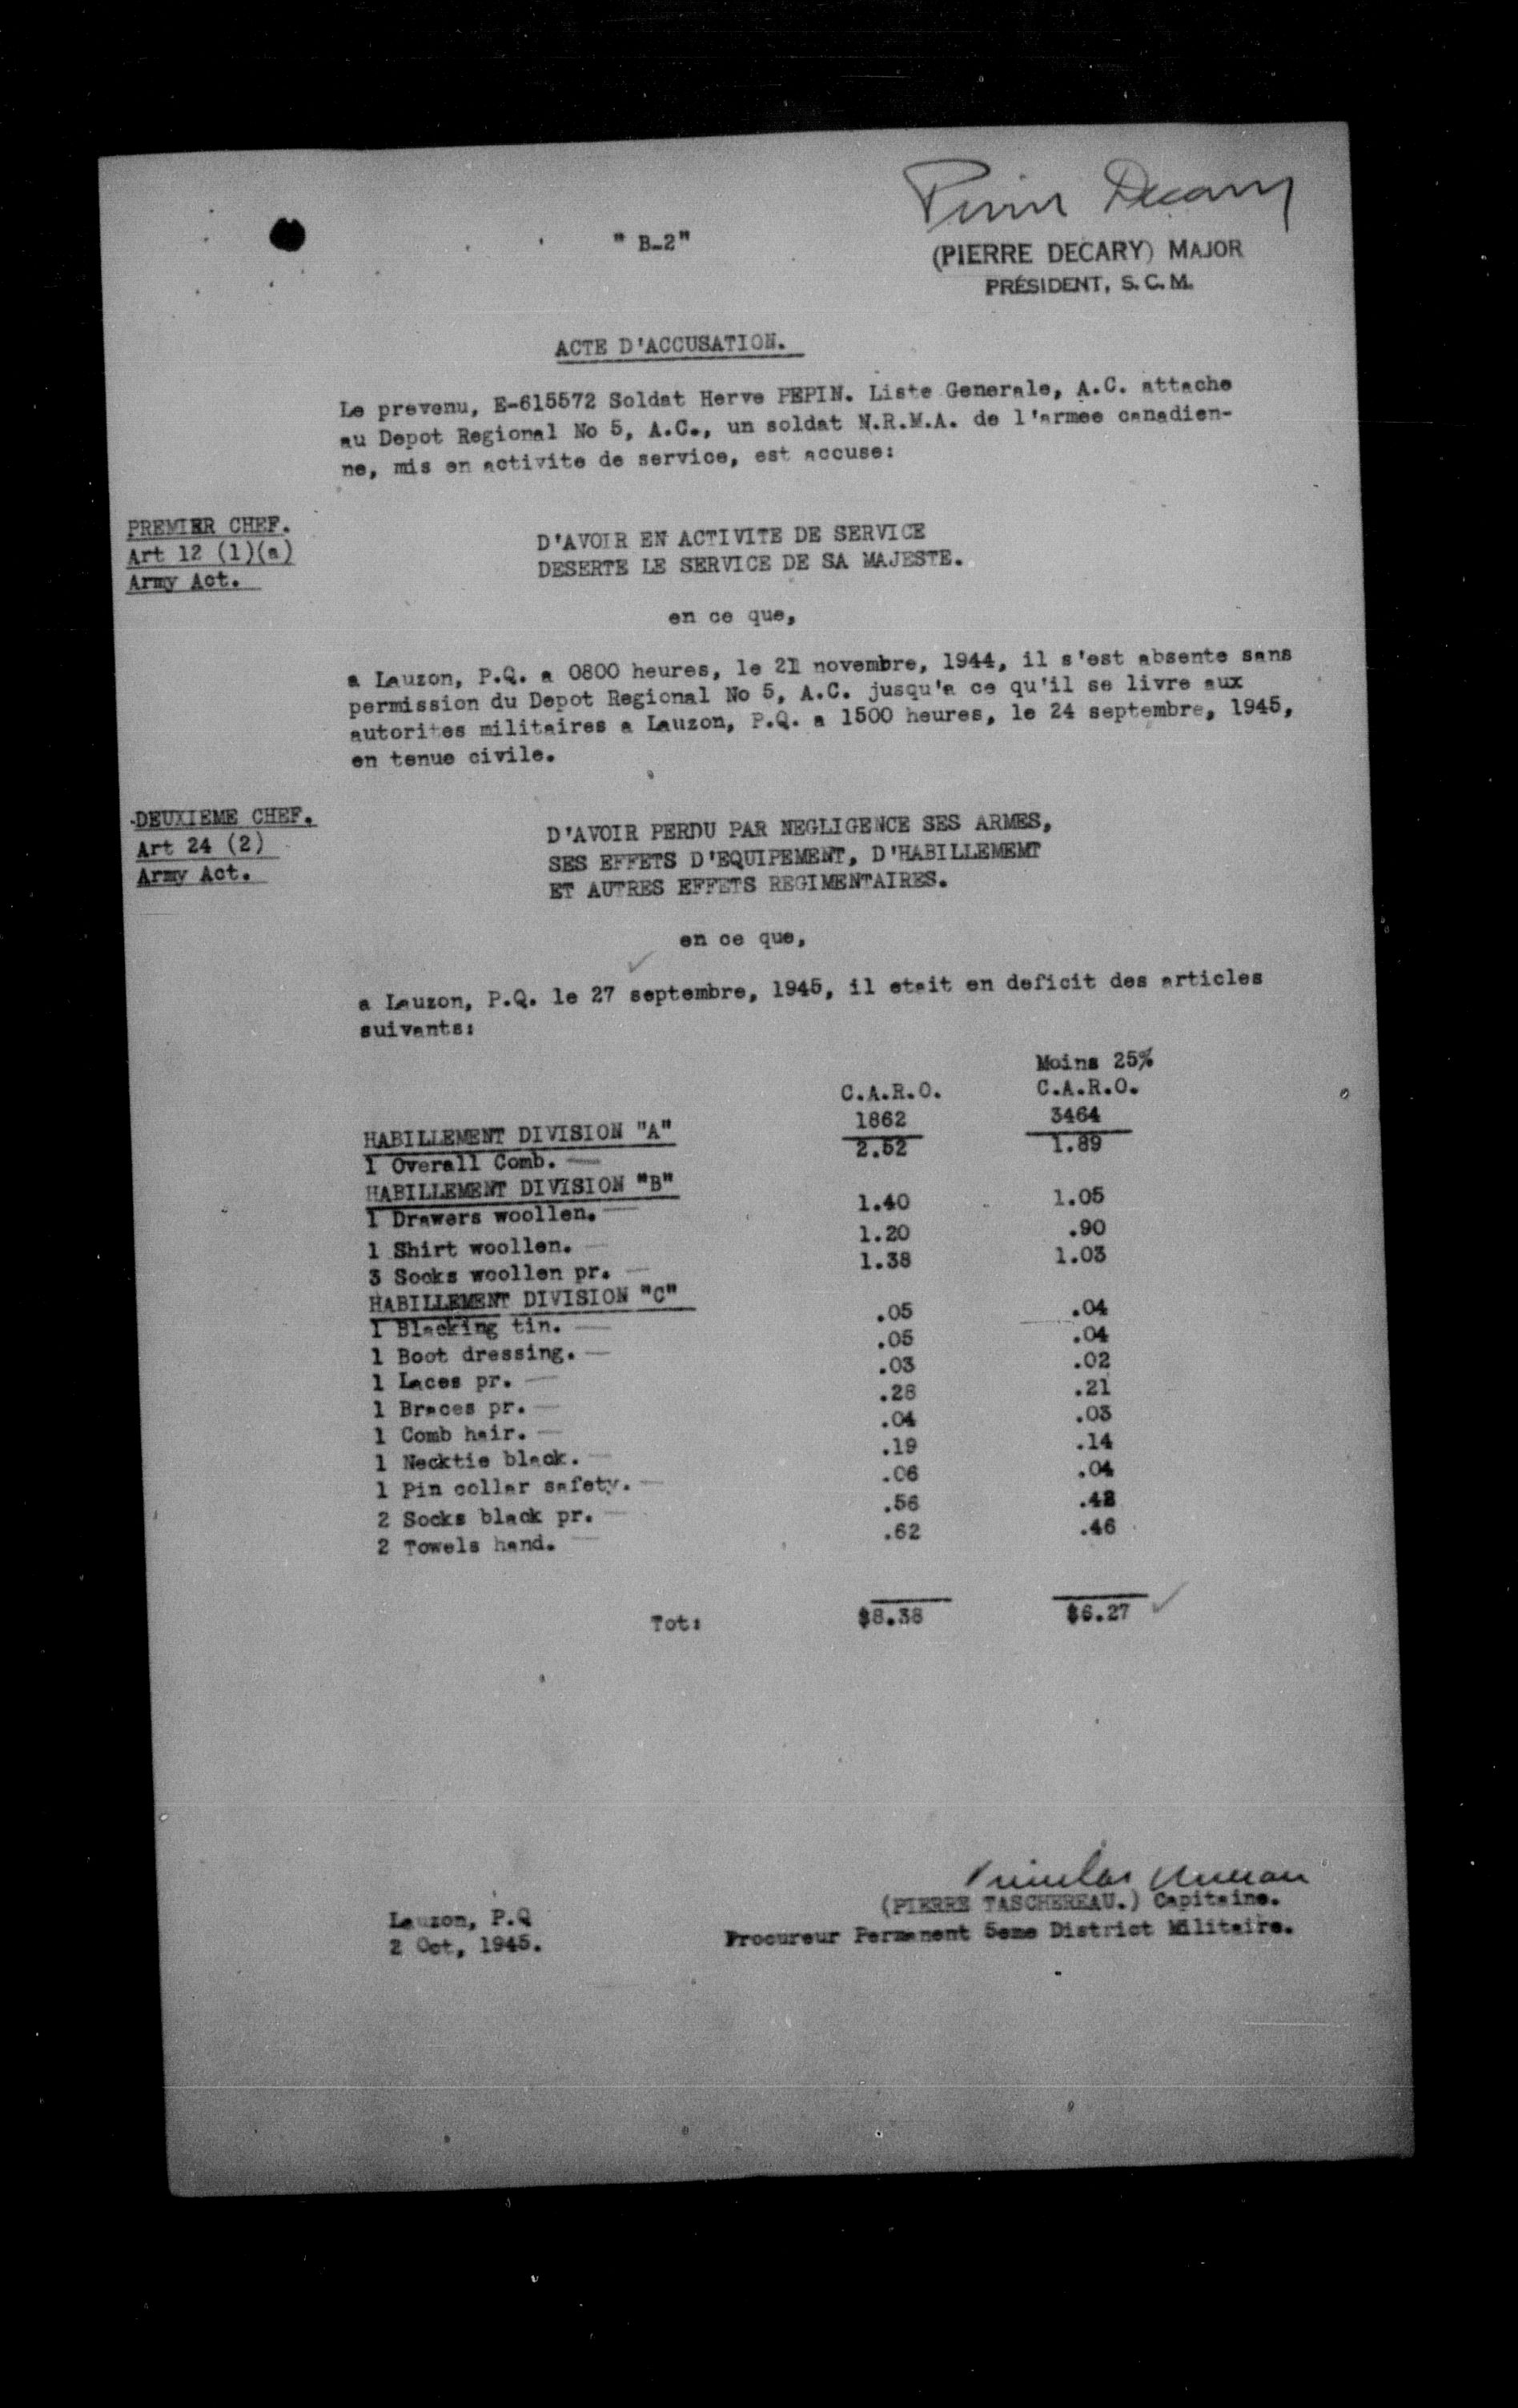 Pierre Decary
" B-2"
(PIERRE DECARY) MAJOR
PRÉSIDENT, S.C.M.
ACTE D'ACCUSATION.
Le prevenu, E-615572 Soldat Herve PEPIN. Liste Generale, A.C. attache
au Depot Regional No 5, A.C., un soldat N.R.M.A. de l'armee canadien-
ne, mis en activite de service, est accuse:
PREMIER CHEF.
Art 12 (1)(a)
Army Act.
D'AVOIR EN ACTIVITE DE SERVICE
DESERTE LE SERVICE DE SA MAJESTE.
en ce que,
a Lauzon, P.Q. a 0800 heures, le 21 novembre, 1944, il s'est absente sans
permission du Depot Regional No 5, A.C. jusqu'a ce qu'il se livre aux
autorites militaires a Lauzon, P.Q. a 1500 heures, le 24 septembre, 1945,
en tenue civile.
DEUXIEME CHEF.
Art 24 (2)
Army Act.
D'AVOIR PERDU PAR NEGLIGENCE SES ARMES,
SES EFFETS D'EQUIPEMENT, D'HABILLEMEMT
ET AUTRES EFFETS REGIMENTAIRES.
en ce que,
a Lauzon, P.Q. le 27 septembre, 1945, il etait en deficit des articles
suivants:
Moins 25%
C.A.R.O. C.A.R.O.
1862 3464
HABILLEMENT DIVISION "A"
1 Overall Comb. 2.52 1.89
HABILLEMENT DIVISION "B"
1 Drawers woollen. 1.40 1.05
1 Shirt woollen. 1.20 .90
3 Socks woollen pr. 1.38 1.03
HABILLEMENT DIVISION "C"
1 Blacking tin. .05 .04
1 Boot dressing. .05 .04
1 Laces pr. .03 .02
1 Braces pr. .28 .21
1 Comb hair. .04 .03
1 Necktie black. .19 .14
1 Pin collar safety. .06 .04
2 Socks black pr. .56 .42
2 Towels hand. .62 .46
Tot: $8.38 $6.27
(PIERRE TASCHEREAU.) Capitaine.
Procureur Permanent 5eme District Militaire.
Lauzon, P.Q
2 Oct, 1945.